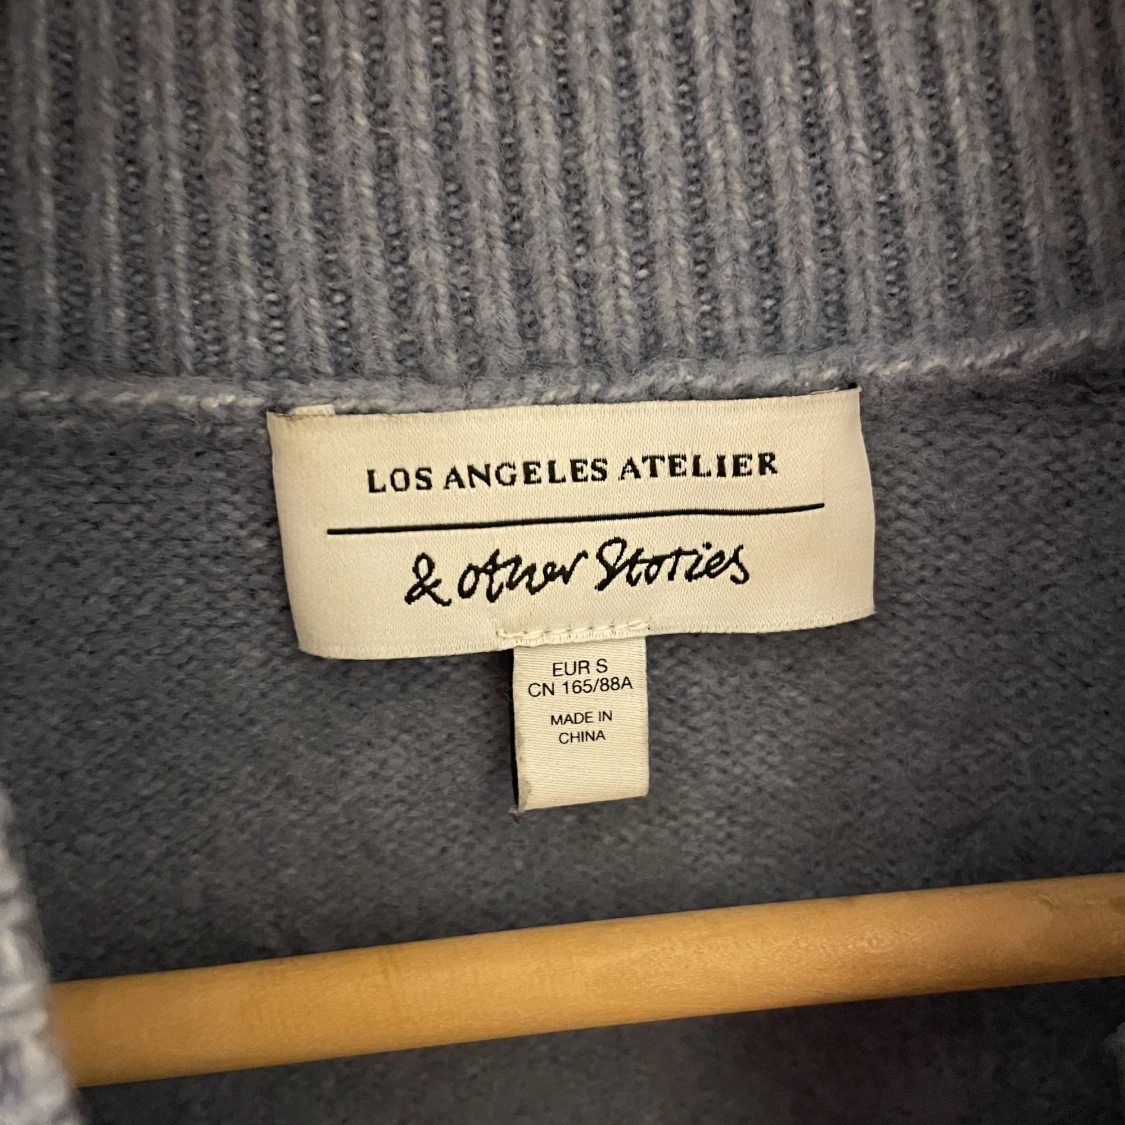 LOS ANGELES ATELIER
& other Stories
EUR S
CN 165/88A
MADE IN
CHINA